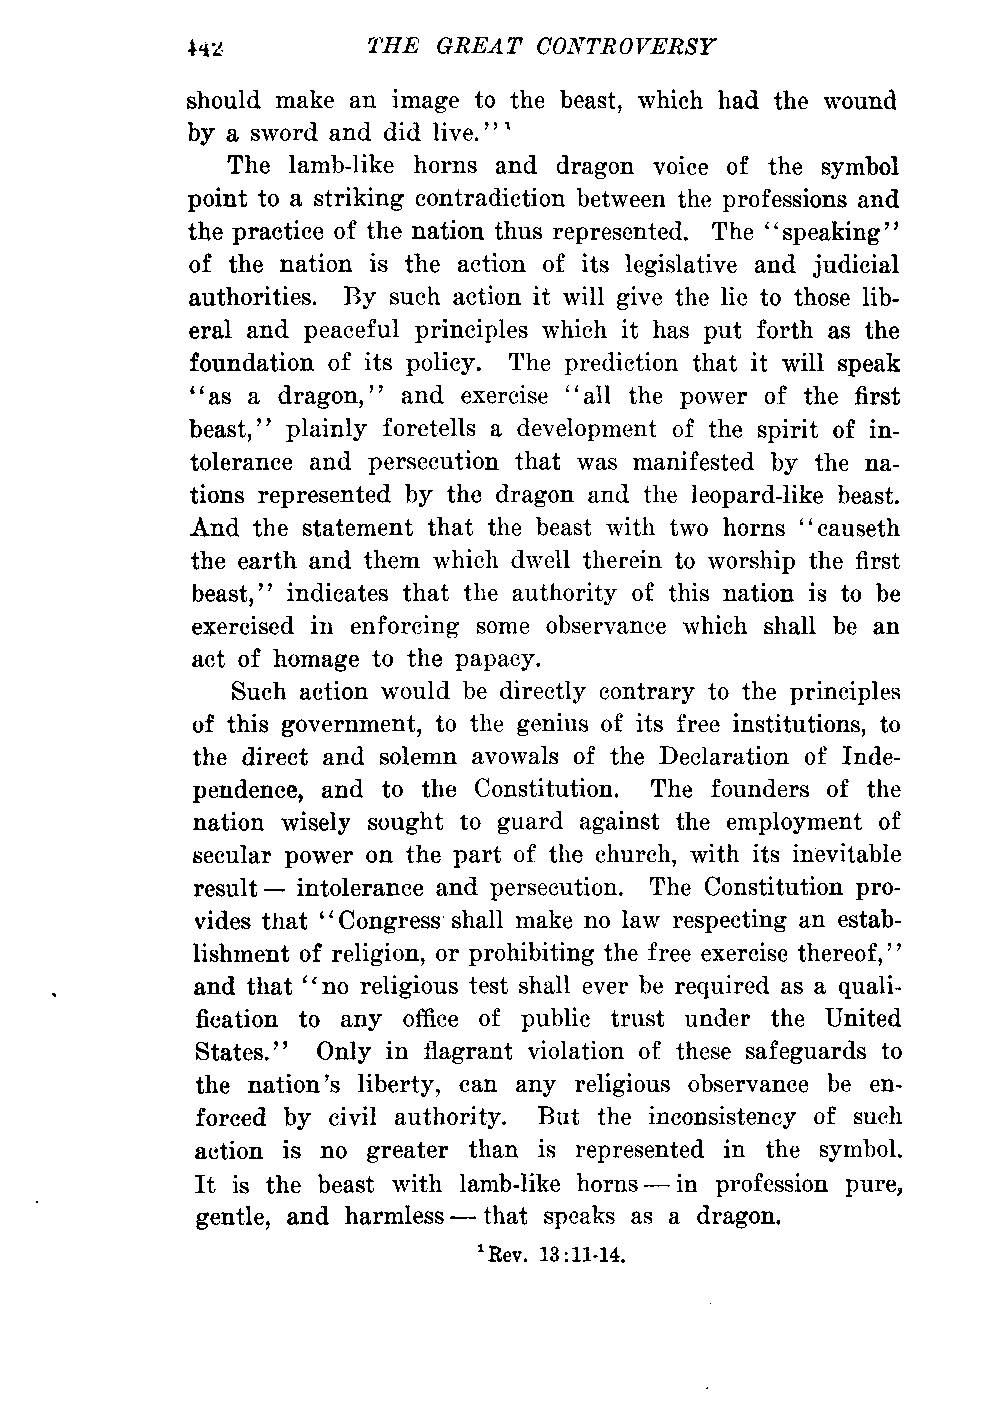 442 THE GREAT CONTROVERSY
should make an image to the beast, which had the wound
by a sword and did live.''¹
The lamb-like horns and dragon voice of the symbol
point to a striking contradiction between the professions and
the practice of the nation thus represented. The ‘‘speaking’’
of the nation is the action of its legislative and judicial
authorities. By such action it will give the lie to those lib-
eral and peaceful principles which it has put forth as the
foundation of its policy. The prediction that it will speak
‘‘as a dragon,’’ and exercise ‘‘all the power of the first
beast,’’ plainly foretells a development of the spirit of in-
tolerance and persecution that was manifested by the na-
tions represented by the dragon and the leopard-like beast.
And the statement that the beast with two horns ‘‘causeth
the earth and them which dwell therein to worship the first
beast,’’ indicates that the authority of this nation is to be
exercised in enforcing some observance which shall be an
act of homage to the papacy.
Such action would be directly contrary to the principles
of this government, to the genius of its free institutions, to
the direct and solemn avowals of the Declaration of Inde-
pendence, and to the Constitution. The founders of the
nation wisely sought to guard against the employment of
secular power on the part of the church, with its inevitable
result — intolerance and persecution. The Constitution pro-
vides that ‘‘Congress shall make no law respecting an estab-
lishment of religion, or prohibiting the free exercise thereof,’’
and that ‘‘no religious test shall ever be required as a quali-
fication to any office of public trust under the United
States.’’ Only in flagrant violation of these safeguards to
the nation's liberty, can any religious observance be en-
forced by civil authority. But the inconsistency of such
action is no greater than is represented in the symbol.
It is the beast with lamb-like horns — in profession pure,
gentle, and harmless — that speaks as a dragon.
¹Rev. 13:11-14.